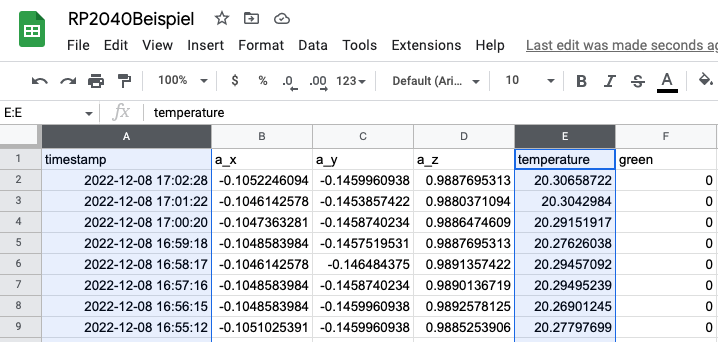 RP2040Beispiel
File Edit View Insert Format Data Tools Extensions Help Last edit was made seconds ag
100% $ % .0 .00 123 Default (Ari... 10 B I S A
E:E fx temperature
A B C D E F
1 timestamp a_x a_y a_z temperature green
2 2022-12-08 17:02:28 -0.1052246094 -0.1459960938 0.9887695313 20.30658722 0
3 2022-12-08 17:01:22 -0.1046142578 -0.1453857422 0.9880371094 20.3042984 0
4 2022-12-08 17:00:20 -0.1047363281 -0.1458740234 0.9886474609 20.29151917 0
5 2022-12-08 16:59:18 -0.1048583984 -0.1457519531 0.9887695313 20.27626038 0
6 2022-12-08 16:58:17 -0.1046142578 -0.146484375 0.9891357422 20.29457092 0
7 2022-12-08 16:57:16 -0.1048583984 -0.1458740234 0.9890136719 20.29495239 0
8 2022-12-08 16:56:15 -0.1048583984 -0.1459960938 0.9892578125 20.26901245 0
9 2022-12-08 16:55:12 -0.1051025391 -0.1459960938 0.9885253906 20.27797699 0